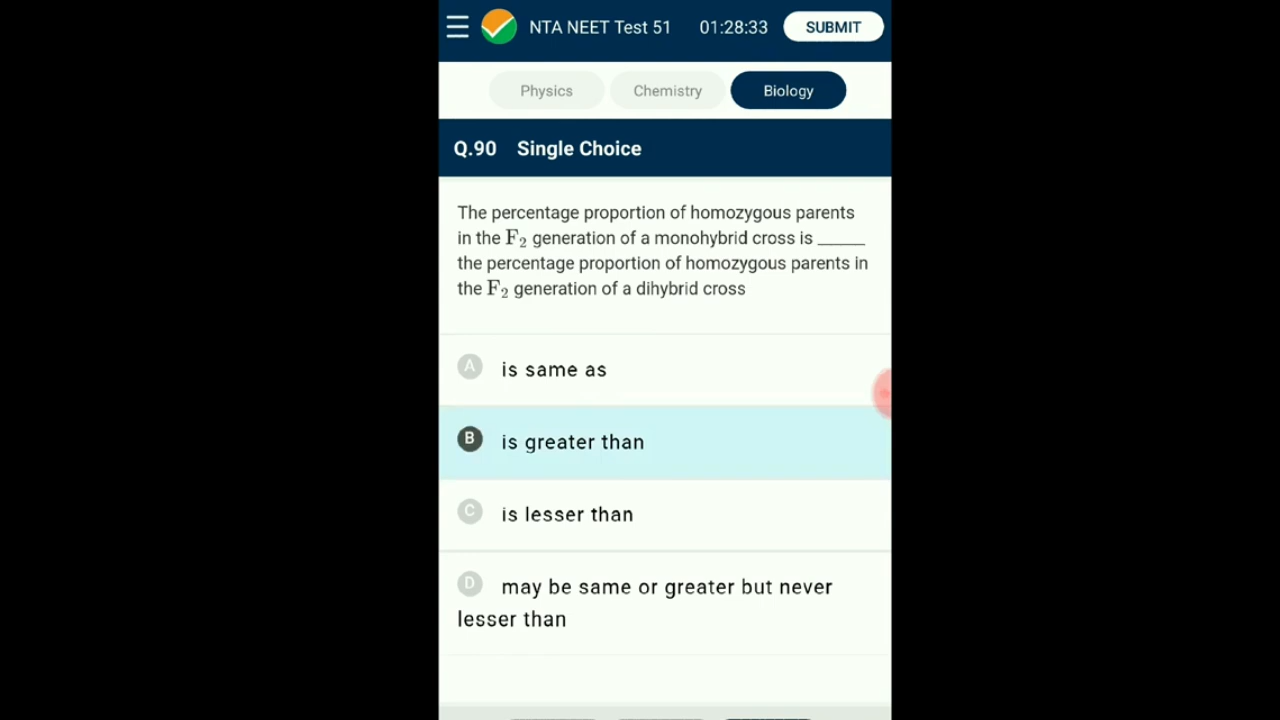 NTA NEET Test 51 01:28:33 SUBMIT
Physics Chemistry Biology
Q.90 Single Choice
The percentage proportion of homozygous parents
in the F₂ generation of a monohybrid cross is _____
the percentage proportion of homozygous parents in
the F₂ generation of a dihybrid cross
A is same as
B is greater than
C is lesser than
D may be same or greater but never
lesser than